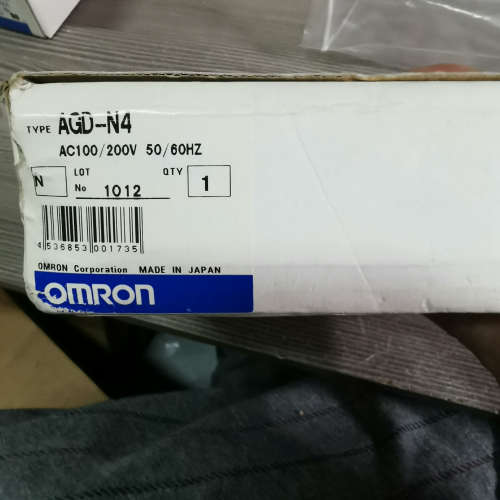 TYPE AGD-N4
AC100/200V 50/60HZ
N LOT No 1012 QTY 1
4 536853 001735
OMRON Corporation MADE IN JAPAN
OMRON